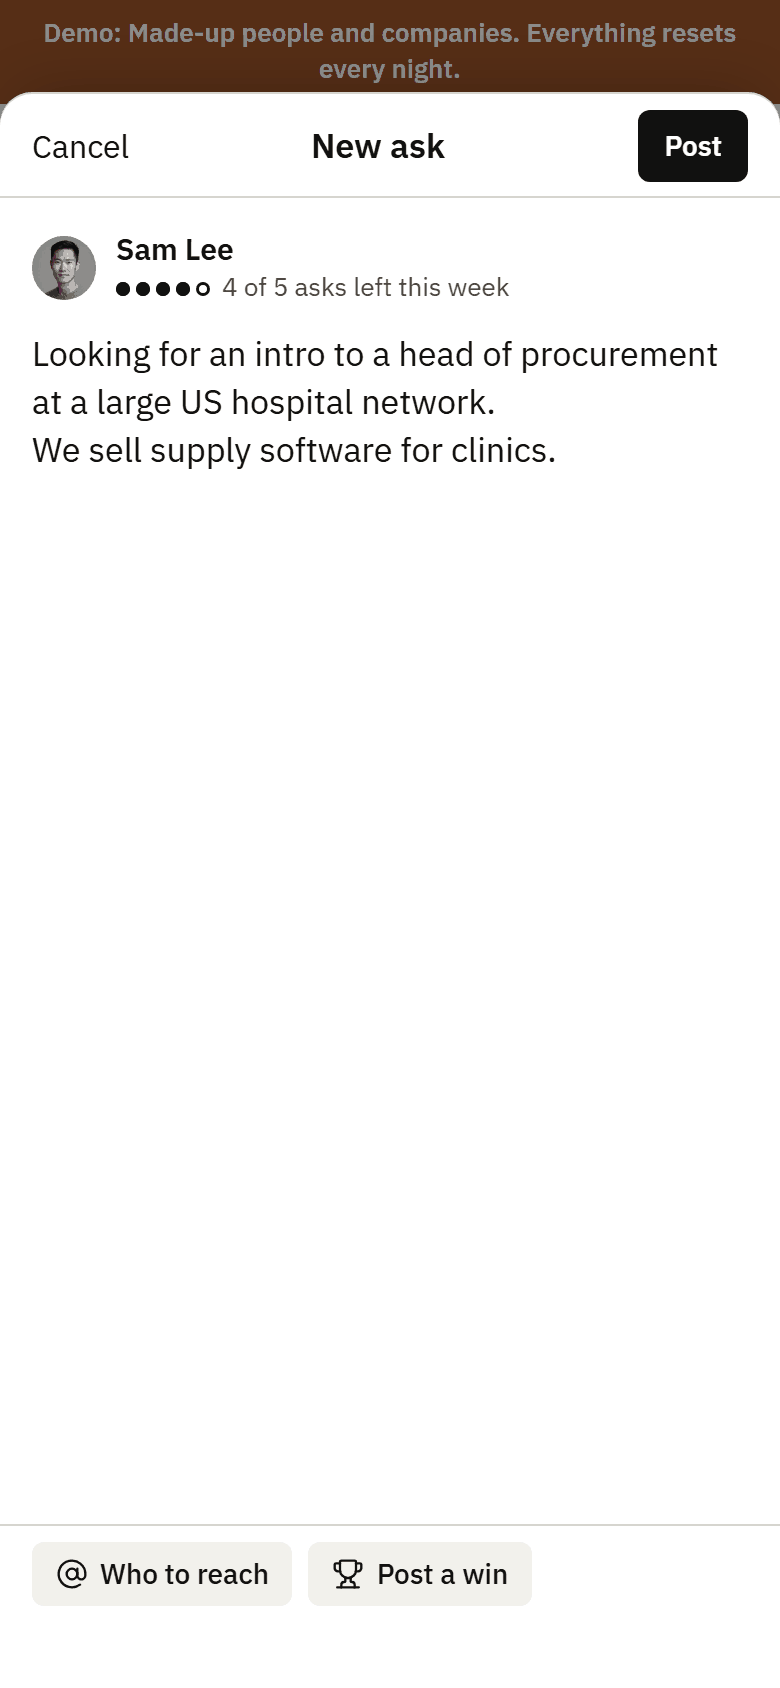 Demo: Made-up people and companies. Everything resets
every night.
Cancel
New ask
Post
Sam Lee
4 of 5 asks left this week
Looking for an intro to a head of procurement
at a large US hospital network.
We sell supply software for clinics.
Who to reach
Post a win